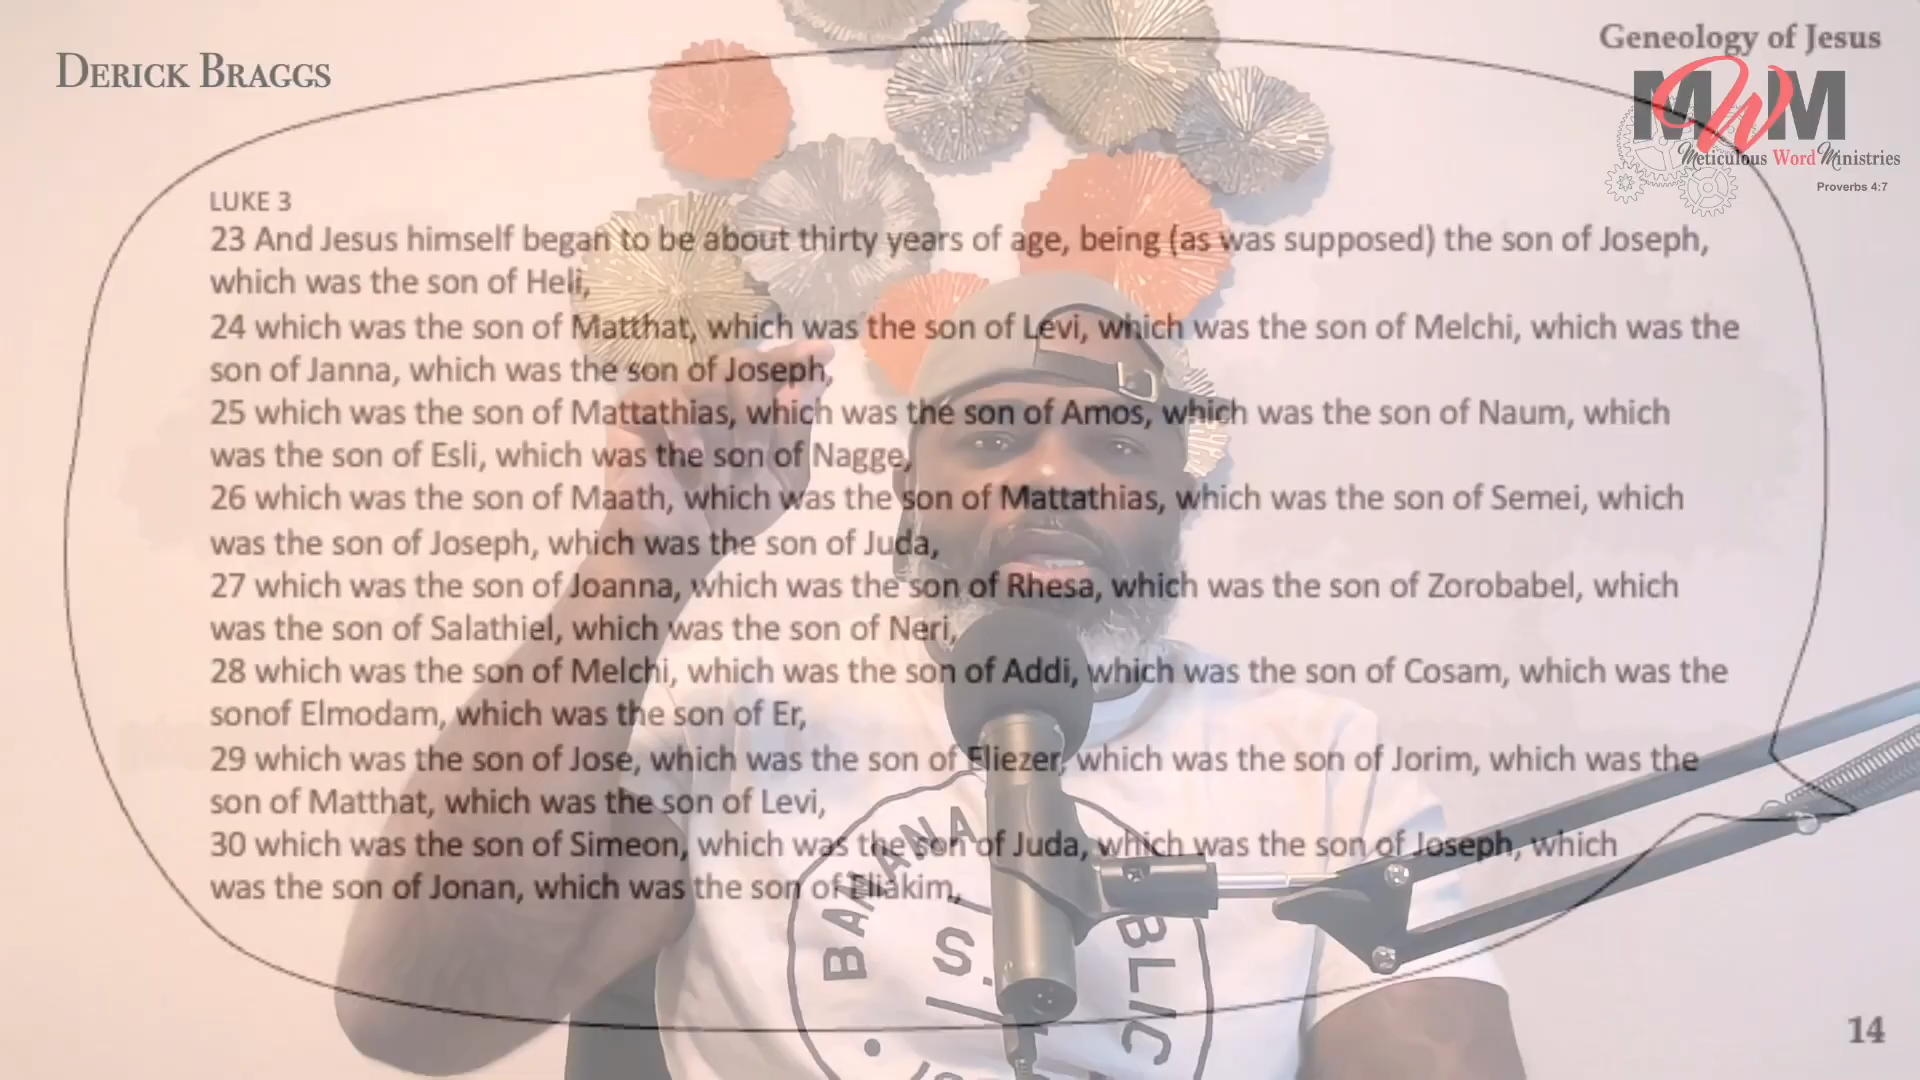 DERICK BRAGGS
Geneology of Jesus
MWM
Meticulous Word Ministries
Proverbs 4:7
LUKE 3
23 And Jesus himself began to be about thirty years of age, being (as was supposed) the son of Joseph,
which was the son of Heli,
24 which was the son of Matthat, which was the son of Levi, which was the son of Melchi, which was the
son of Janna, which was the son of Joseph,
25 which was the son of Mattathias, which was the son of Amos, which was the son of Naum, which
was the son of Esli, which was the son of Nagge,
26 which was the son of Maath, which was the son of Mattathias, which was the son of Semei, which
was the son of Joseph, which was the son of Juda,
27 which was the son of Joanna, which was the son of Rhesa, which was the son of Zorobabel, which
was the son of Salathiel, which was the son of Neri,
28 which was the son of Melchi, which was the son of Addi, which was the son of Cosam, which was the
sonof Elmodam, which was the son of Er,
29 which was the son of Jose, which was the son of Eliezer, which was the son of Jorim, which was the
son of Matthat, which was the son of Levi,
30 which was the son of Simeon, which was the son of Juda, which was the son of Joseph, which
was the son of Jonan, which was the son of Eliakim,
BANANA
BLIC
S.
14